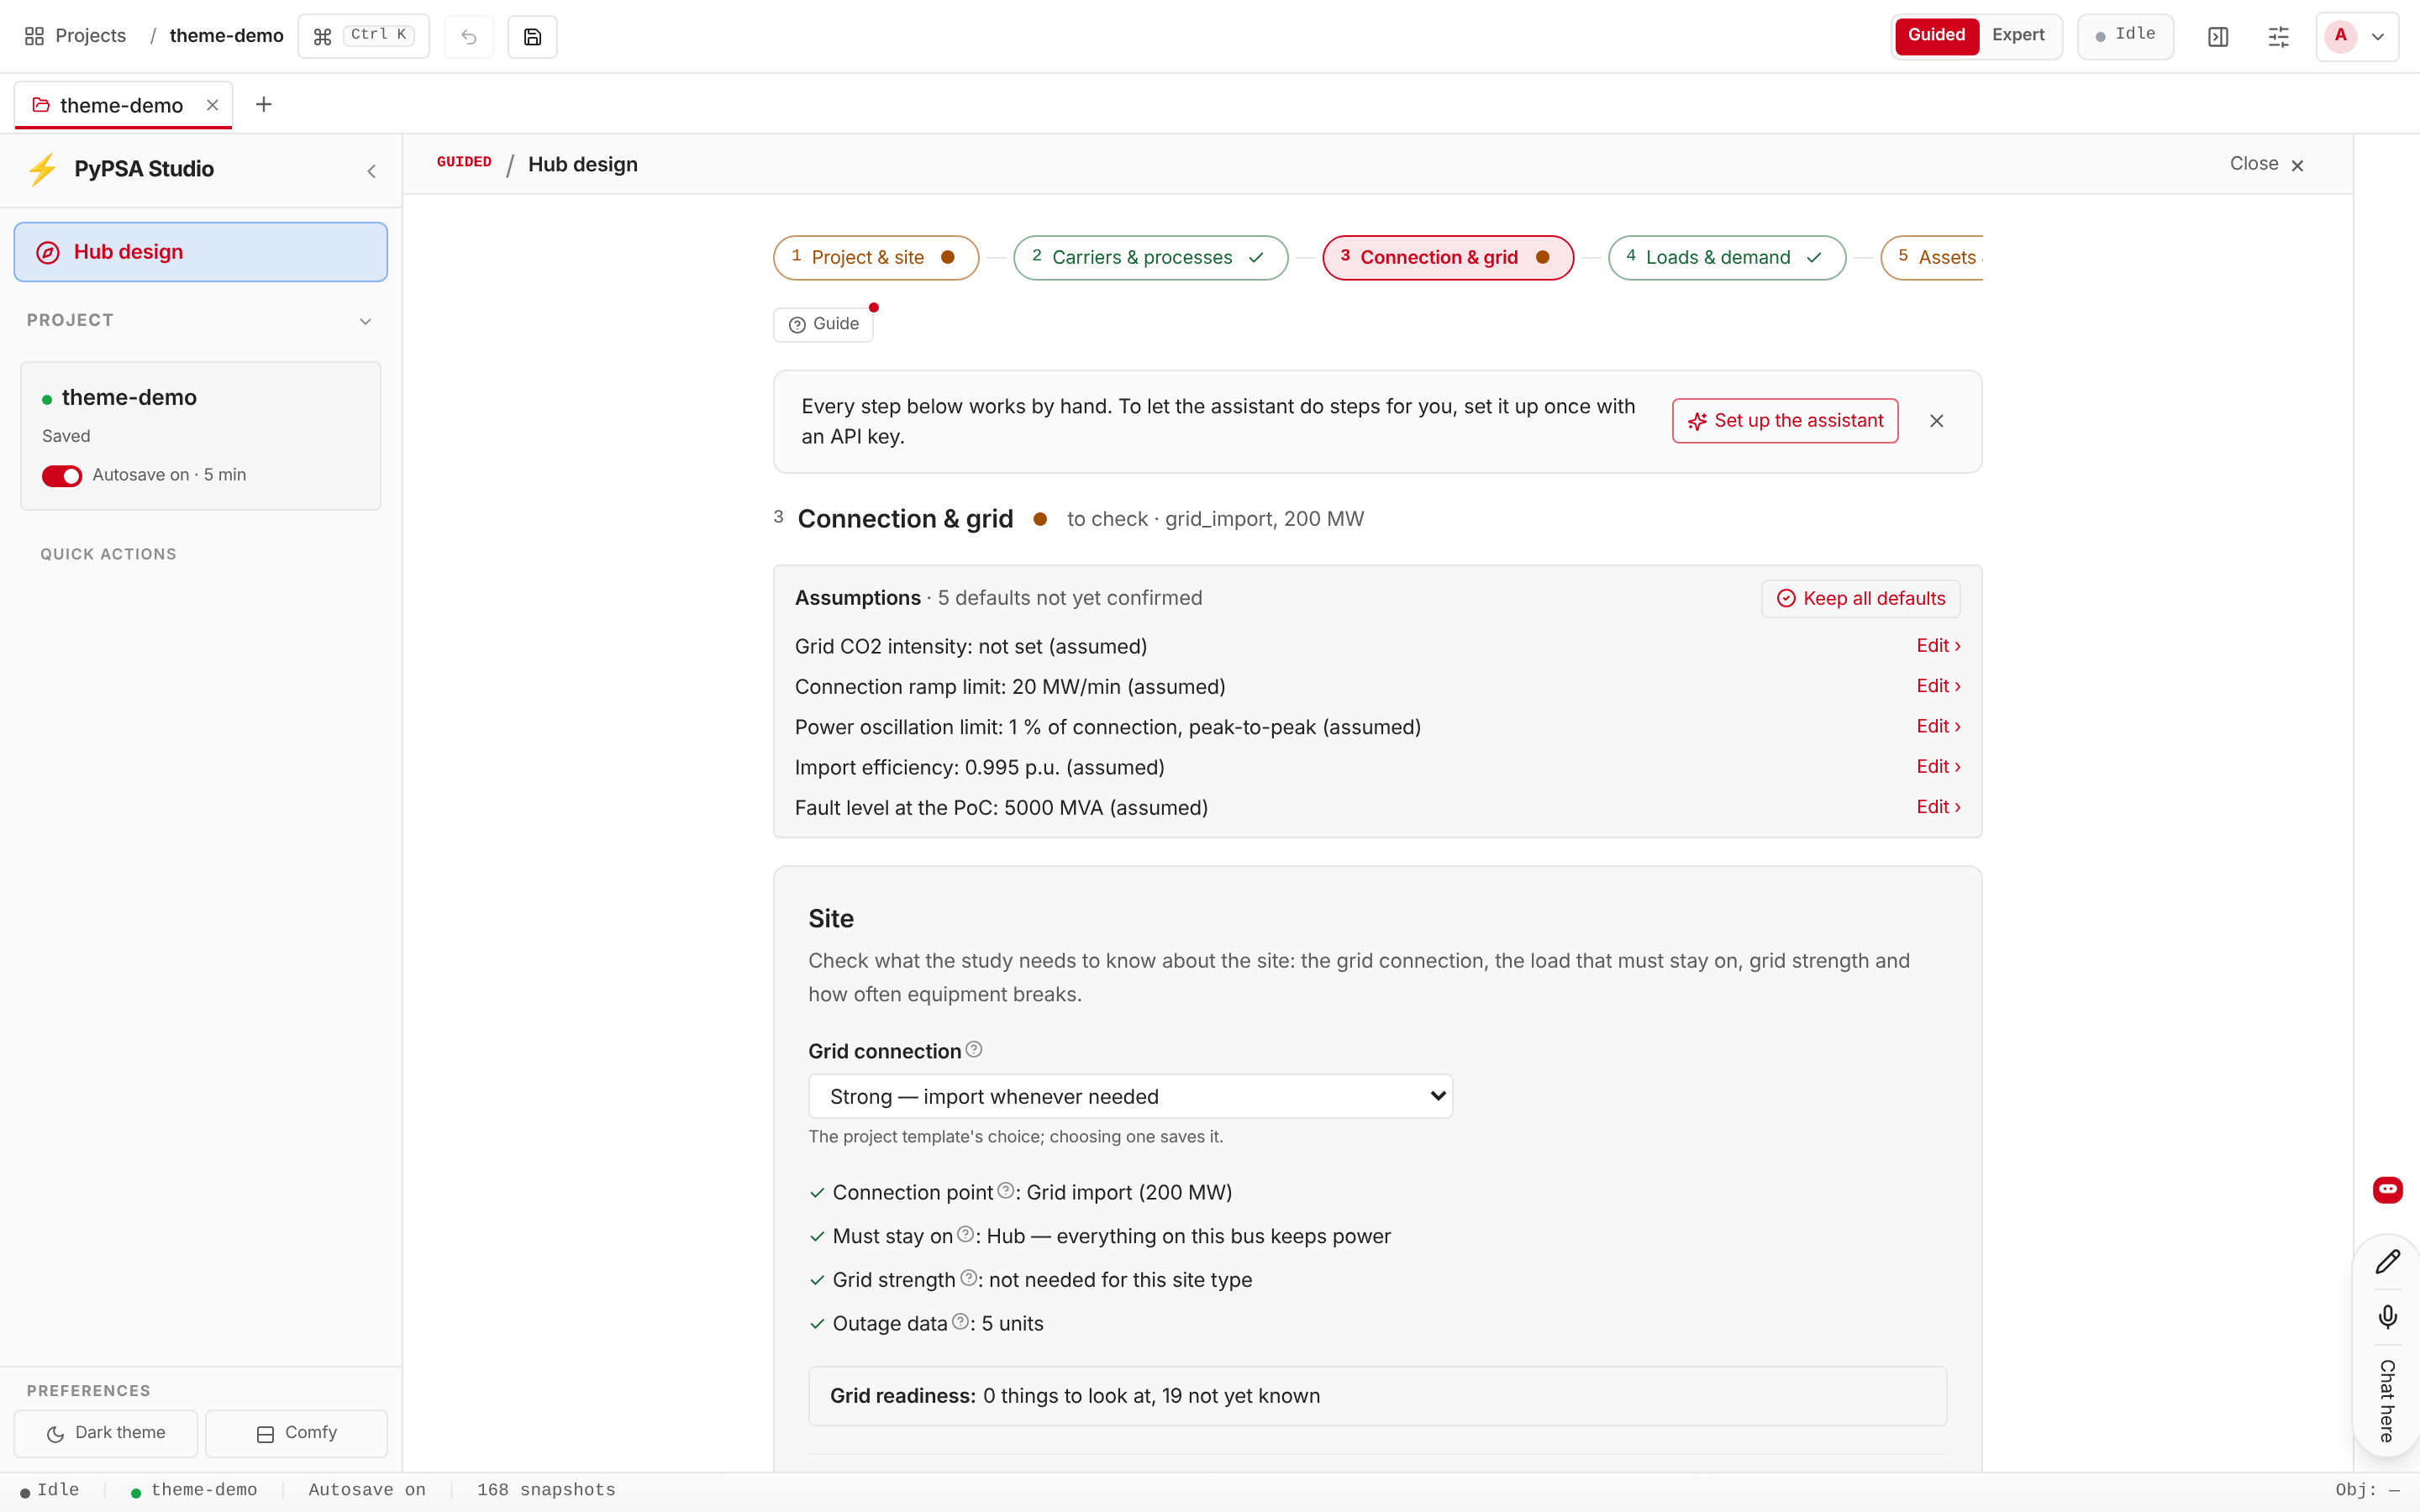 Projects / theme-demo Ctrl K Guided Expert Idle A
theme-demo
PyPSA Studio
GUIDED / Hub design Close
Hub design
PROJECT
theme-demo
Saved
Autosave on · 5 min
QUICK ACTIONS
1 Project & site 2 Carriers & processes 3 Connection & grid 4 Loads & demand 5 Assets
Guide
Every step below works by hand. To let the assistant do steps for you, set it up once with
an API key.
Set up the assistant
3 Connection & grid to check · grid_import, 200 MW
Assumptions · 5 defaults not yet confirmed Keep all defaults
Grid CO2 intensity: not set (assumed) Edit ›
Connection ramp limit: 20 MW/min (assumed) Edit ›
Power oscillation limit: 1 % of connection, peak-to-peak (assumed) Edit ›
Import efficiency: 0.995 p.u. (assumed) Edit ›
Fault level at the PoC: 5000 MVA (assumed) Edit ›
Site
Check what the study needs to know about the site: the grid connection, the load that must stay on, grid strength and
how often equipment breaks.
Grid connection ?
Strong — import whenever needed
The project template's choice; choosing one saves it.
Connection point ? : Grid import (200 MW)
Must stay on ? : Hub — everything on this bus keeps power
Grid strength ? : not needed for this site type
Outage data ? : 5 units
Grid readiness: 0 things to look at, 19 not yet known
Chat here
PREFERENCES
Dark theme Comfy
Idle theme-demo Autosave on 168 snapshots Obj: —